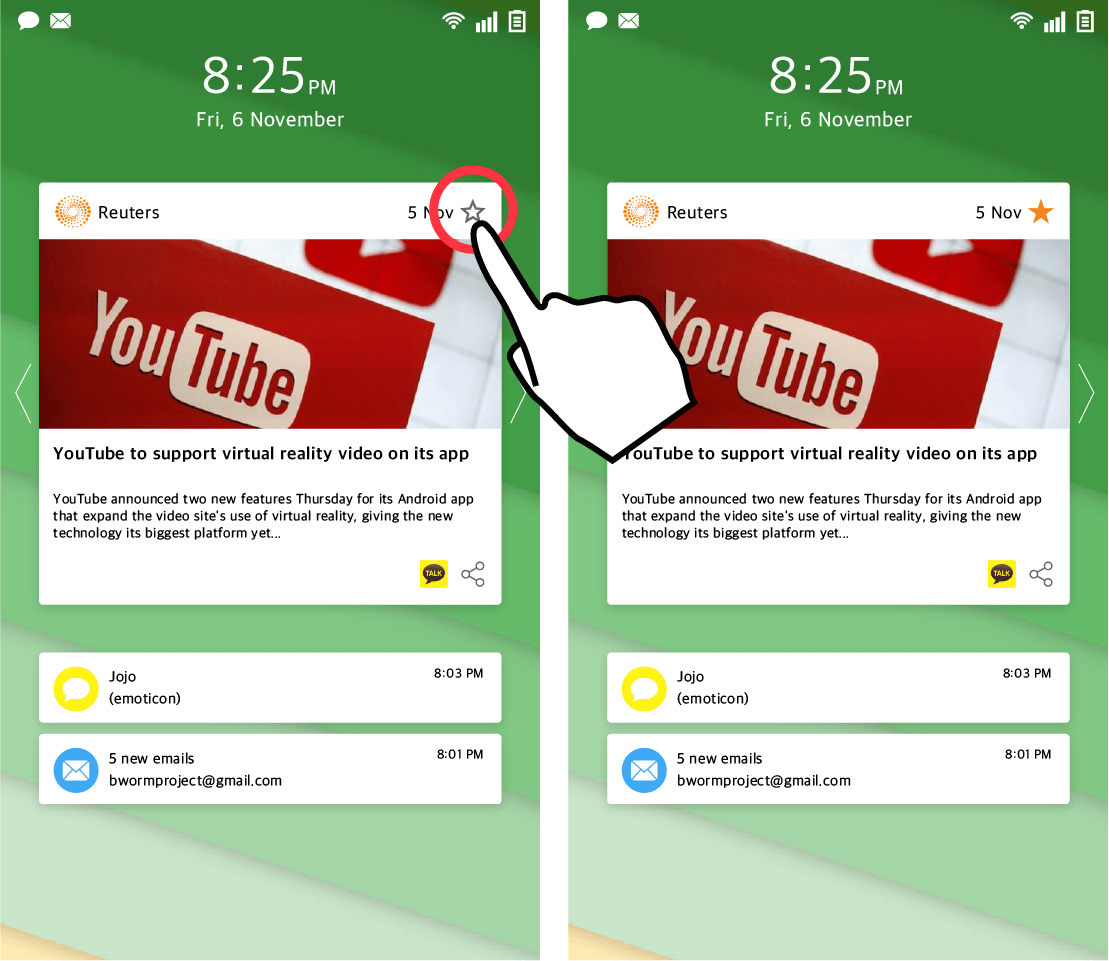 8:25 PM
Fri, 6 November
Reuters
5 Nov
YouTube
YouTube to support virtual reality video on its app
YouTube announced two new features Thursday for its Android app
that expand the video site's use of virtual reality, giving the new
technology its biggest platform yet...
TALK
Jojo
8:03 PM
(emoticon)
5 new emails
8:01 PM
bwormproject@gmail.com
8:25 PM
Fri, 6 November
Reuters
5 Nov
YouTube
YouTube to support virtual reality video on its app
YouTube announced two new features Thursday for its Android app
that expand the video site's use of virtual reality, giving the new
technology its biggest platform yet...
TALK
Jojo
8:03 PM
(emoticon)
5 new emails
8:01 PM
bwormproject@gmail.com